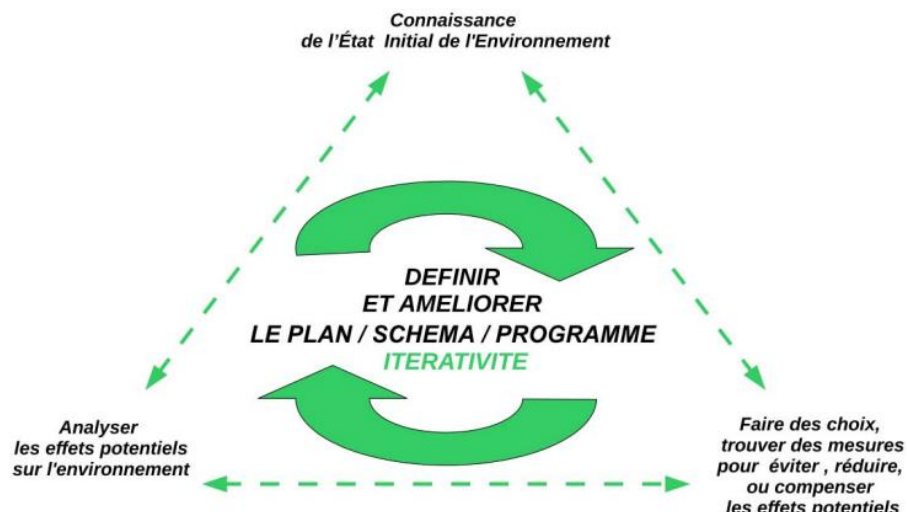 Connaissance
de l’État Initial de l'Environnement
DEFINIR
ET AMELIORER
LE PLAN / SCHEMA / PROGRAMME
ITERATIVITE
Analyser
les effets potentiels
sur l'environnement
Faire des choix,
trouver des mesures
pour éviter , réduire,
ou compenser
les effets potentiels